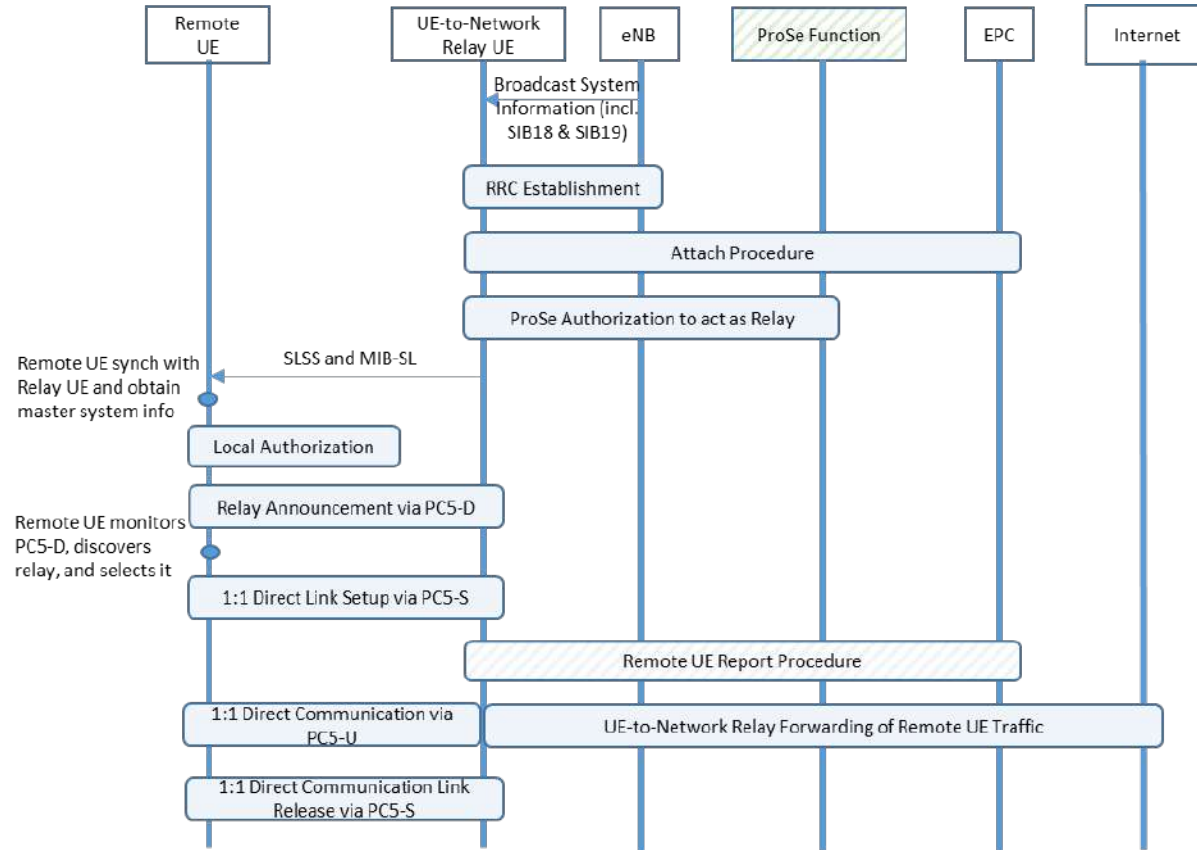 Remote
UE
UE-to-Network
Relay UE
eNB
ProSe Function
EPC
Internet
Broadcast System
Information (incl.
SIB18 & SIB19)
RRC Establishment
Attach Procedure
ProSe Authorization to act as Relay
SLSS and MIB-SL
Remote UE synch with
Relay UE and obtain
master system info
Local Authorization
Relay Announcement via PC5-D
Remote UE monitors
PC5-D, discovers
relay, and selects it
1:1 Direct Link Setup via PC5-S
Remote UE Report Procedure
1:1 Direct Communication via
PC5-U
UE-to-Network Relay Forwarding of Remote UE Traffic
1:1 Direct Communication Link
Release via PC5-S